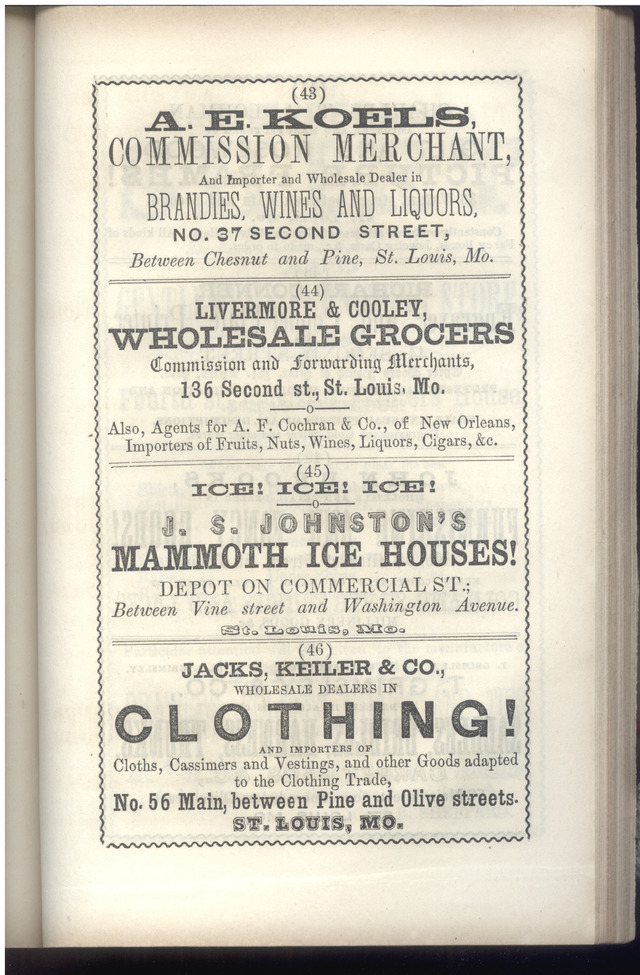 (43)
A. E. KOELS,
COMMISSION MERCHANT,
And Importer and Wholesale Dealer in
BRANDIES, WINES AND LIQUORS,
NO. 37 SECOND STREET,
Between Chesnut and Pine, St. Louis, Mo.
(44)
LIVERMORE & COOLEY,
WHOLESALE GROCERS
Commission and Forwarding Merchants,
136 Second st., St. Louis, Mo.
Also, Agents for A. F. Cochran & Co., of New Orleans,
Importers of Fruits, Nuts, Wines, Liquors, Cigars, &c.
(45)
ICE! ICE! ICE!
J. S. JOHNSTON'S
MAMMOTH ICE HOUSES!
DEPOT ON COMMERCIAL ST.;
Between Vine street and Washington Avenue.
St. Louis, Mo.
(46)
JACKS, KEILER & CO.,
WHOLESALE DEALERS IN
CLOTHING!
AND IMPORTERS OF
Cloths, Cassimers and Vestings, and other Goods adapted
to the Clothing Trade,
No. 56 Main, between Pine and Olive streets.
ST. LOUIS, MO.